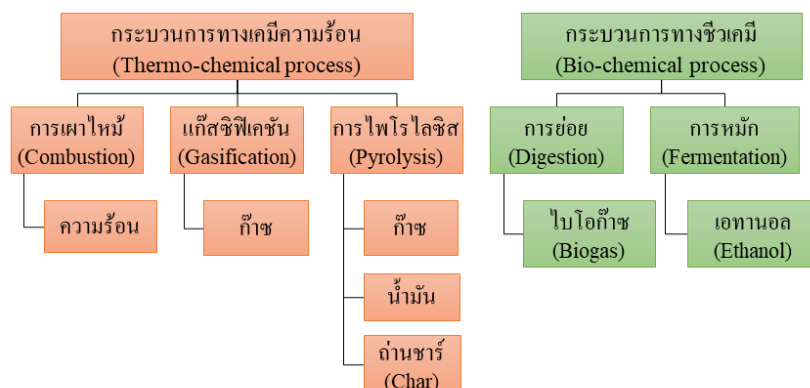 กระบวนการทางเคมีความร้อน
(Thermo-chemical process)
กระบวนการทางชีวเคมี
(Bio-chemical process)
การเผาไหม้
(Combustion)
แก๊สซิฟิเคชัน
(Gasification)
การไพโรไลซิส
(Pyrolysis)
การย่อย
(Digestion)
การหมัก
(Fermentation)
ความร้อน
ก๊าซ
ก๊าซ
ไบโอก๊าซ
(Biogas)
เอทานอล
(Ethanol)
น้ำมัน
ถ่านชาร์
(Char)